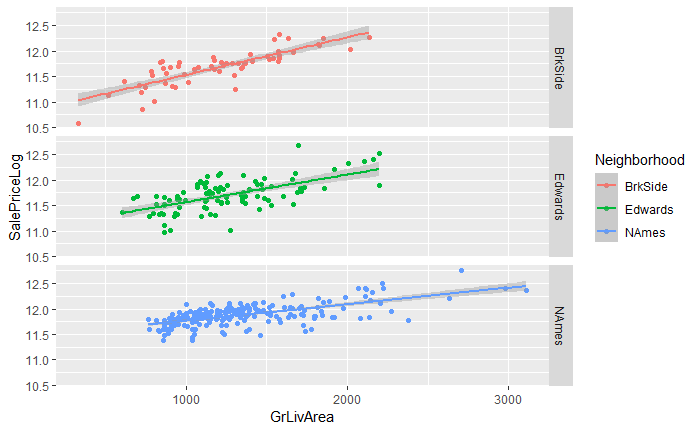 12.5
12.0
11.5
11.0
10.5
BrkSide
12.5
12.0
11.5
11.0
10.5
Edwards
12.5
12.0
11.5
11.0
10.5
NAmes
SalePriceLog
1000 2000 3000
GrLivArea
Neighborhood
BrkSide
Edwards
NAmes